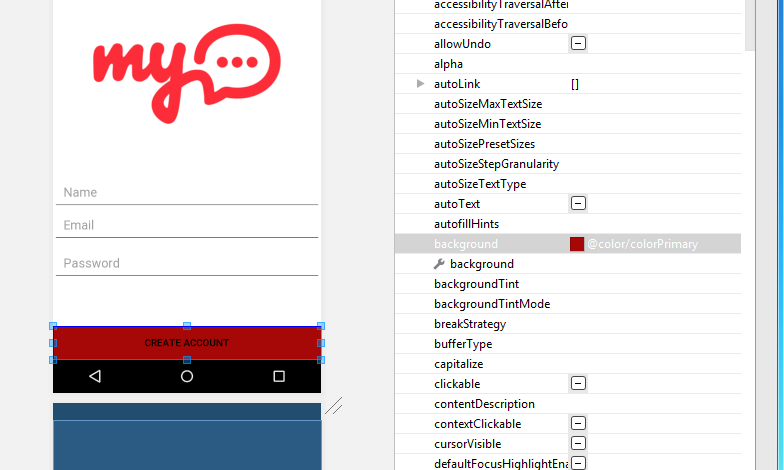 my
Name
Email
Password
CREATE ACCOUNT
accessibilityTraversalAfter
accessibilityTraversalBefo
allowUndo
alpha
autoLink []
autoSizeMaxTextSize
autoSizeMinTextSize
autoSizePresetSizes
autoSizeStepGranularity
autoSizeTextType
autoText
autofillHints
background @color/colorPrimary
background
backgroundTint
backgroundTintMode
breakStrategy
bufferType
capitalize
clickable
contentDescription
contextClickable
cursorVisible
defaultFocusHighlightEna